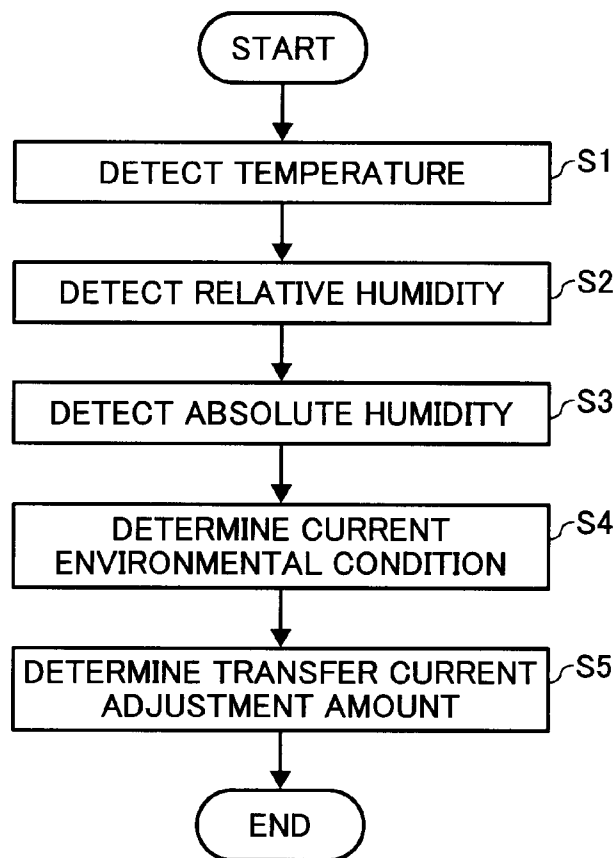 START
DETECT TEMPERATURE
S1
DETECT RELATIVE HUMIDITY
S2
DETECT ABSOLUTE HUMIDITY
S3
DETERMINE CURRENT
ENVIRONMENTAL CONDITION
S4
DETERMINE TRANSFER CURRENT
ADJUSTMENT AMOUNT
S5
END